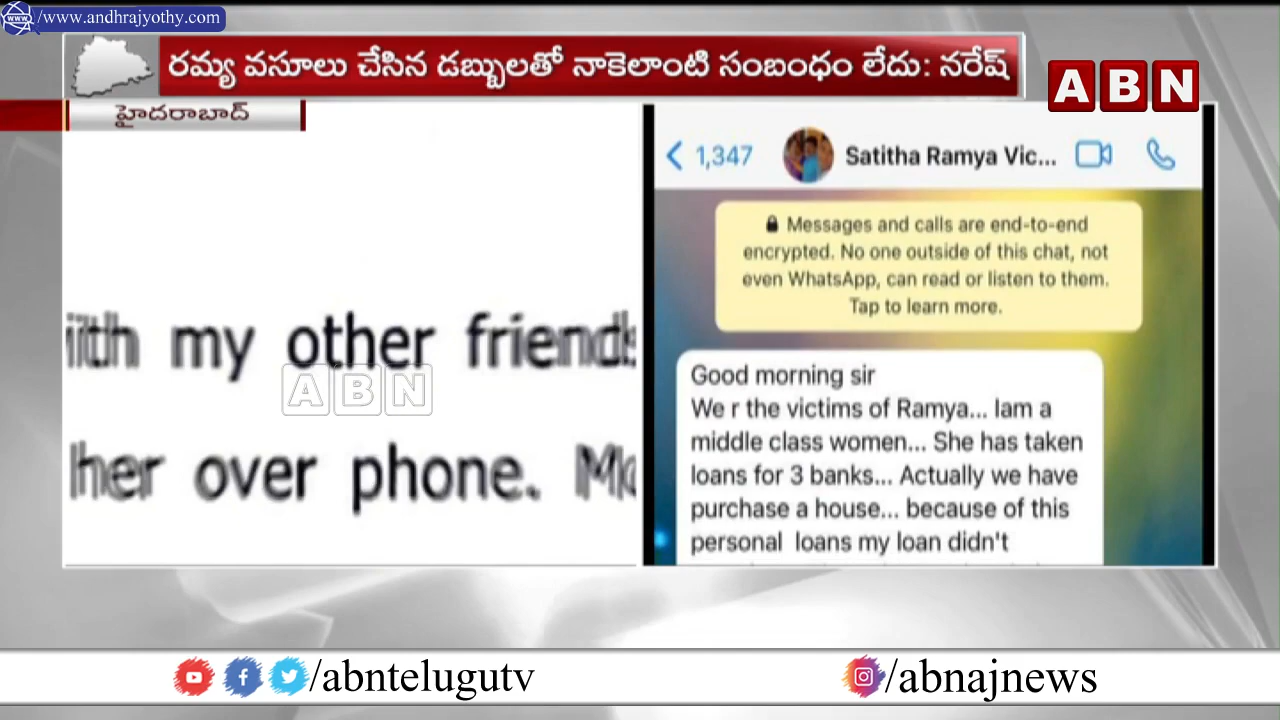 www./www.andhrajyothy.com
రమ్య వసూలు చేసిన డబ్బులతో నాకెలాంటి సంబంధం లేదు: నరేష్
ABN
హైదరాబాద్
with my other friends
her over phone.
ABN
1,347
Satitha Ramya Vic...
Messages and calls are end-to-end
encrypted. No one outside of this chat, not
even WhatsApp, can read or listen to them.
Tap to learn more.
Good morning sir
We r the victims of Ramya... Iam a
middle class women... She has taken
loans for 3 banks... Actually we have
purchase a house... because of this
personal loans my loan didn't
/abntelugutv
/abnajnews